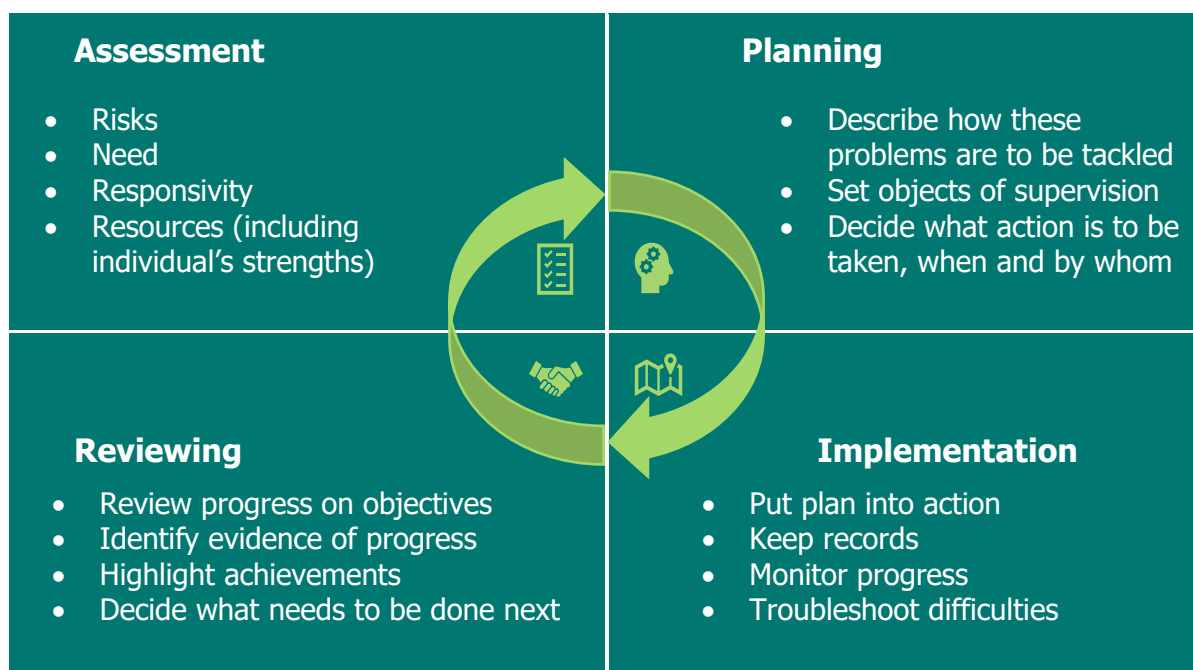 Assessment
• Risks
• Need
• Responsivity
• Resources (including
individual's strengths)
Planning
• Describe how these
problems are to be tackled
• Set objects of supervision
• Decide what action is to be
taken, when and by whom
Reviewing
• Review progress on objectives
• Identify evidence of progress
• Highlight achievements
• Decide what needs to be done next
Implementation
• Put plan into action
• Keep records
• Monitor progress
• Troubleshoot difficulties